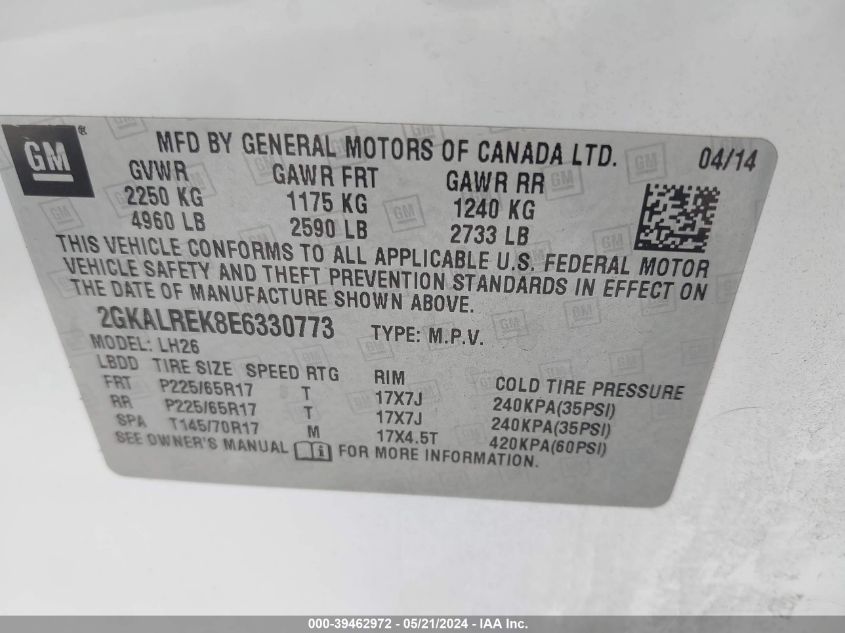 GM ®
MFD BY GENERAL MOTORS OF CANADA LTD. 04/14
GVWR GAWR FRT GAWR RR
2250 KG 1175 KG 1240 KG
4960 LB 2590 LB 2733 LB
THIS VEHICLE CONFORMS TO ALL APPLICABLE U.S. FEDERAL MOTOR
VEHICLE SAFETY AND THEFT PREVENTION STANDARDS IN EFFECT ON
THE DATE OF MANUFACTURE SHOWN ABOVE.
2GKALREK8E6330773 TYPE: M.P.V.
MODEL: LH26
LBDD TIRE SIZE SPEED RTG RIM COLD TIRE PRESSURE
FRT P225/65R17 T 17X7J 240KPA(35PSI)
RR P225/65R17 T 17X7J 240KPA(35PSI)
SPA T145/70R17 M 17X4.5T 420KPA(60PSI)
SEE OWNER'S MANUAL FOR MORE INFORMATION.
000-39462972 - 05/21/2024 - IAA Inc.